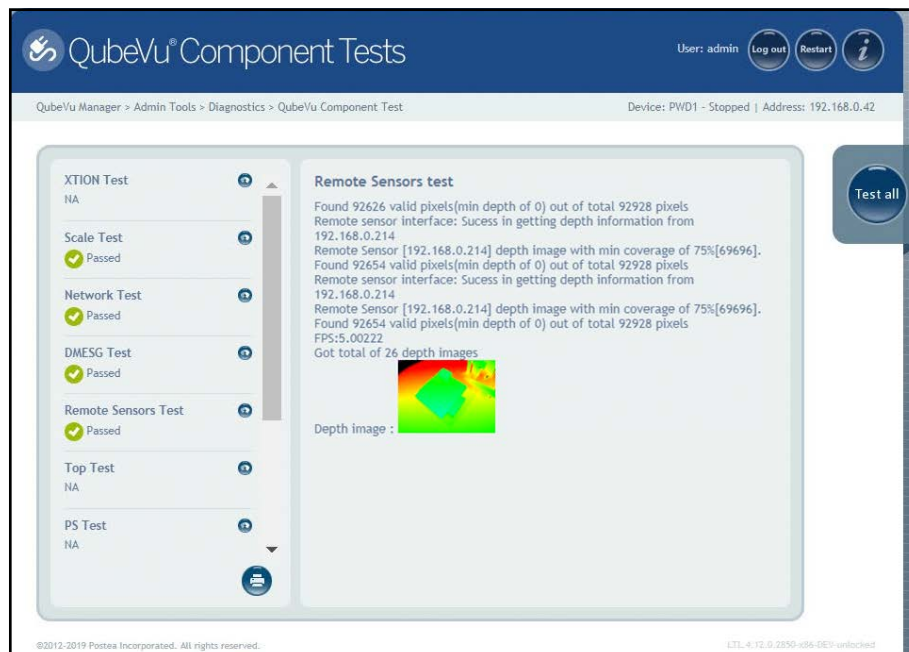 QubeVu® Component Tests
User: admin
Log out
Restart
i
QubeVu Manager > Admin Tools > Diagnostics > QubeVu Component Test
Device: PWD1 - Stopped | Address: 192.168.0.42
XTION Test
NA
Scale Test
Passed
Network Test
Passed
DMESG Test
Passed
Remote Sensors Test
Passed
Top Test
NA
PS Test
NA
Remote Sensors test
Found 92626 valid pixels(min depth of 0) out of total 92928 pixels
Remote sensor interface: Sucess in getting depth information from
192.168.0.214
Remote Sensor [192.168.0.214] depth image with min coverage of 75%[69696].
Found 92654 valid pixels(min depth of 0) out of total 92928 pixels
Remote sensor interface: Sucess in getting depth information from
192.168.0.214
Remote Sensor [192.168.0.214] depth image with min coverage of 75%[69696].
Found 92654 valid pixels(min depth of 0) out of total 92928 pixels
FPS:5.00222
Got total of 26 depth images
Depth image :
Test all
©2012-2019 Postea Incorporated. All rights reserved.
LTL.4.12.0.2850-x86-DEV-unlocked